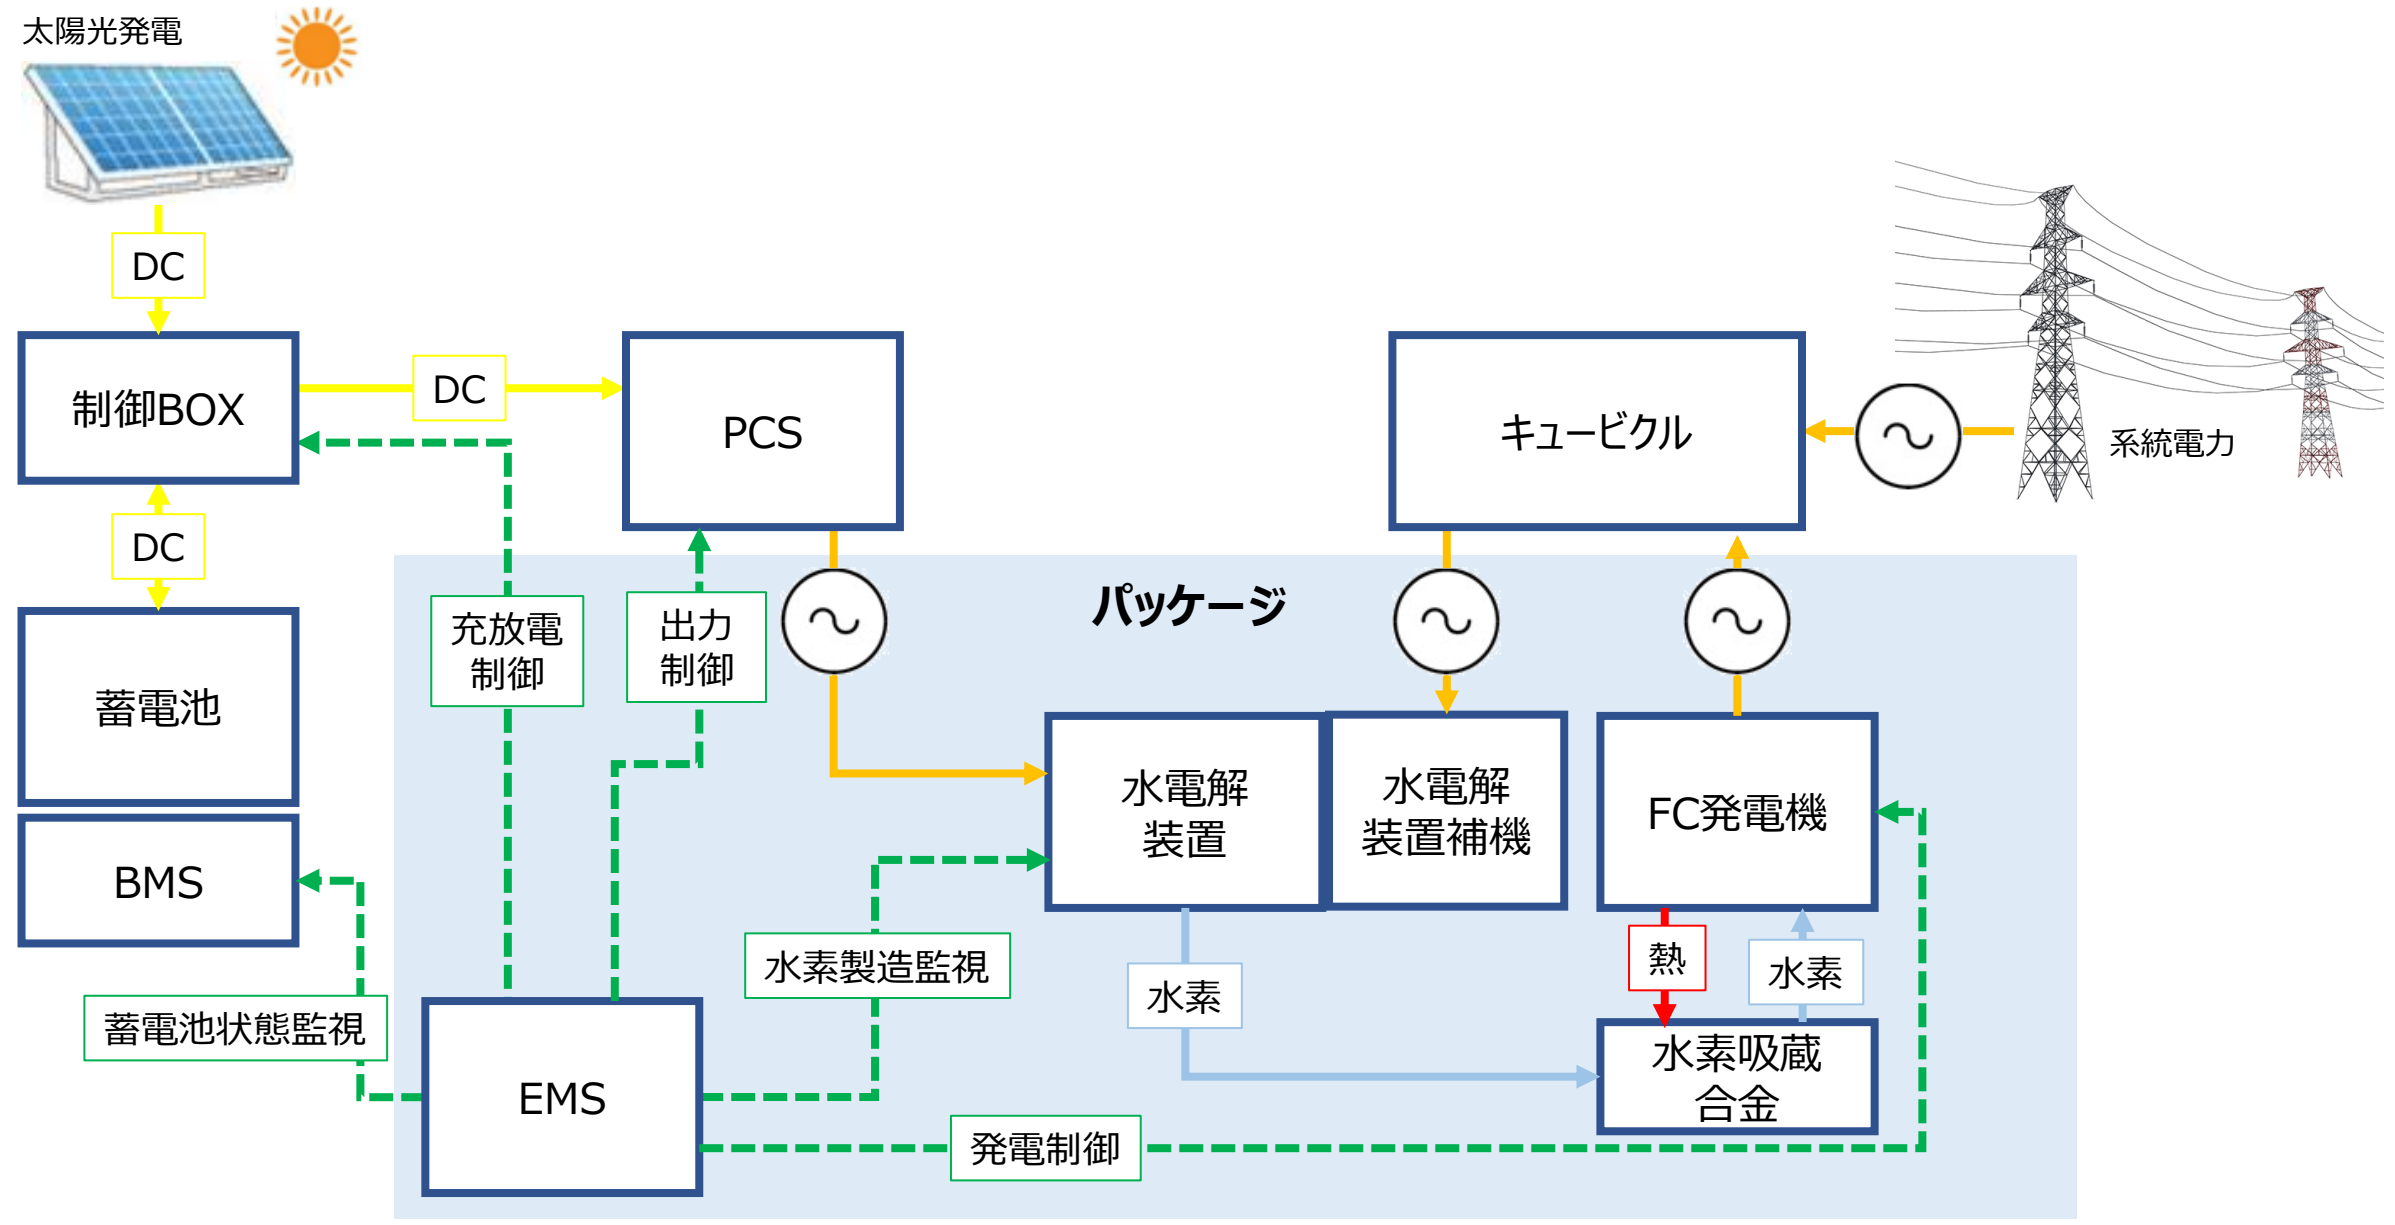 太陽光発電
DC
制御BOX
DC
PCS
キュービクル
系統電力
DC
パッケージ
充放電
制御
出力
制御
蓄電池
水電解
装置
水電解
装置補機
FC発電機
BMS
水素製造監視
熱
水素
水素
蓄電池状態監視
水素吸蔵
合金
EMS
発電制御